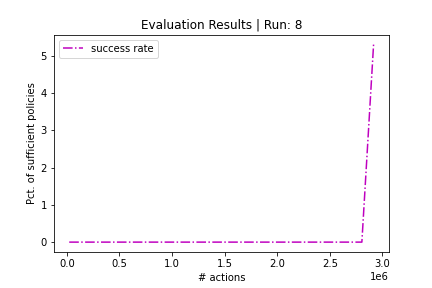 Evaluation Results | Run: 8
success rate
Pct. of sufficient policies
5
4
3
2
1
0
0.0 0.5 1.0 1.5 2.0 2.5 3.0
1e6
# actions